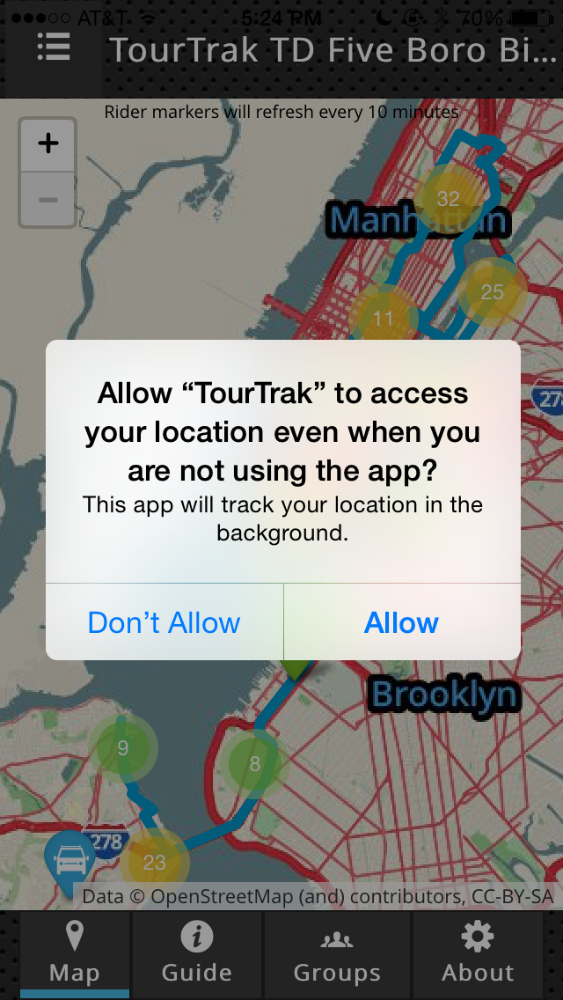 AT&T 5:24 PM 70%
TourTrak TD Five Boro Bi...
Rider markers will refresh every 10 minutes
+
−
32
Manhattan
25
11
Allow “TourTrak” to access
your location even when you
are not using the app?
This app will track your location in the
background.
Don’t Allow Allow
Brooklyn
9
8
278
23
Data © OpenStreetMap (and) contributors, CC-BY-SA
Map Guide Groups About